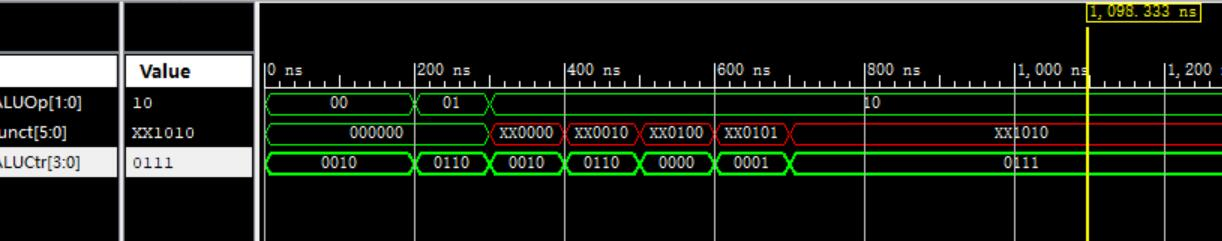 1,098.333 ns
Value
0 ns 200 ns 400 ns 600 ns 800 ns 1,000 ns 1,200
ALUOp[1:0] 10 00 01 10
unct[5:0] XX1010 000000 XX0000 XX0010 XX0100 XX0101 XX1010
ALUCtr[3:0] 0111 0010 0110 0010 0110 0000 0001 0111